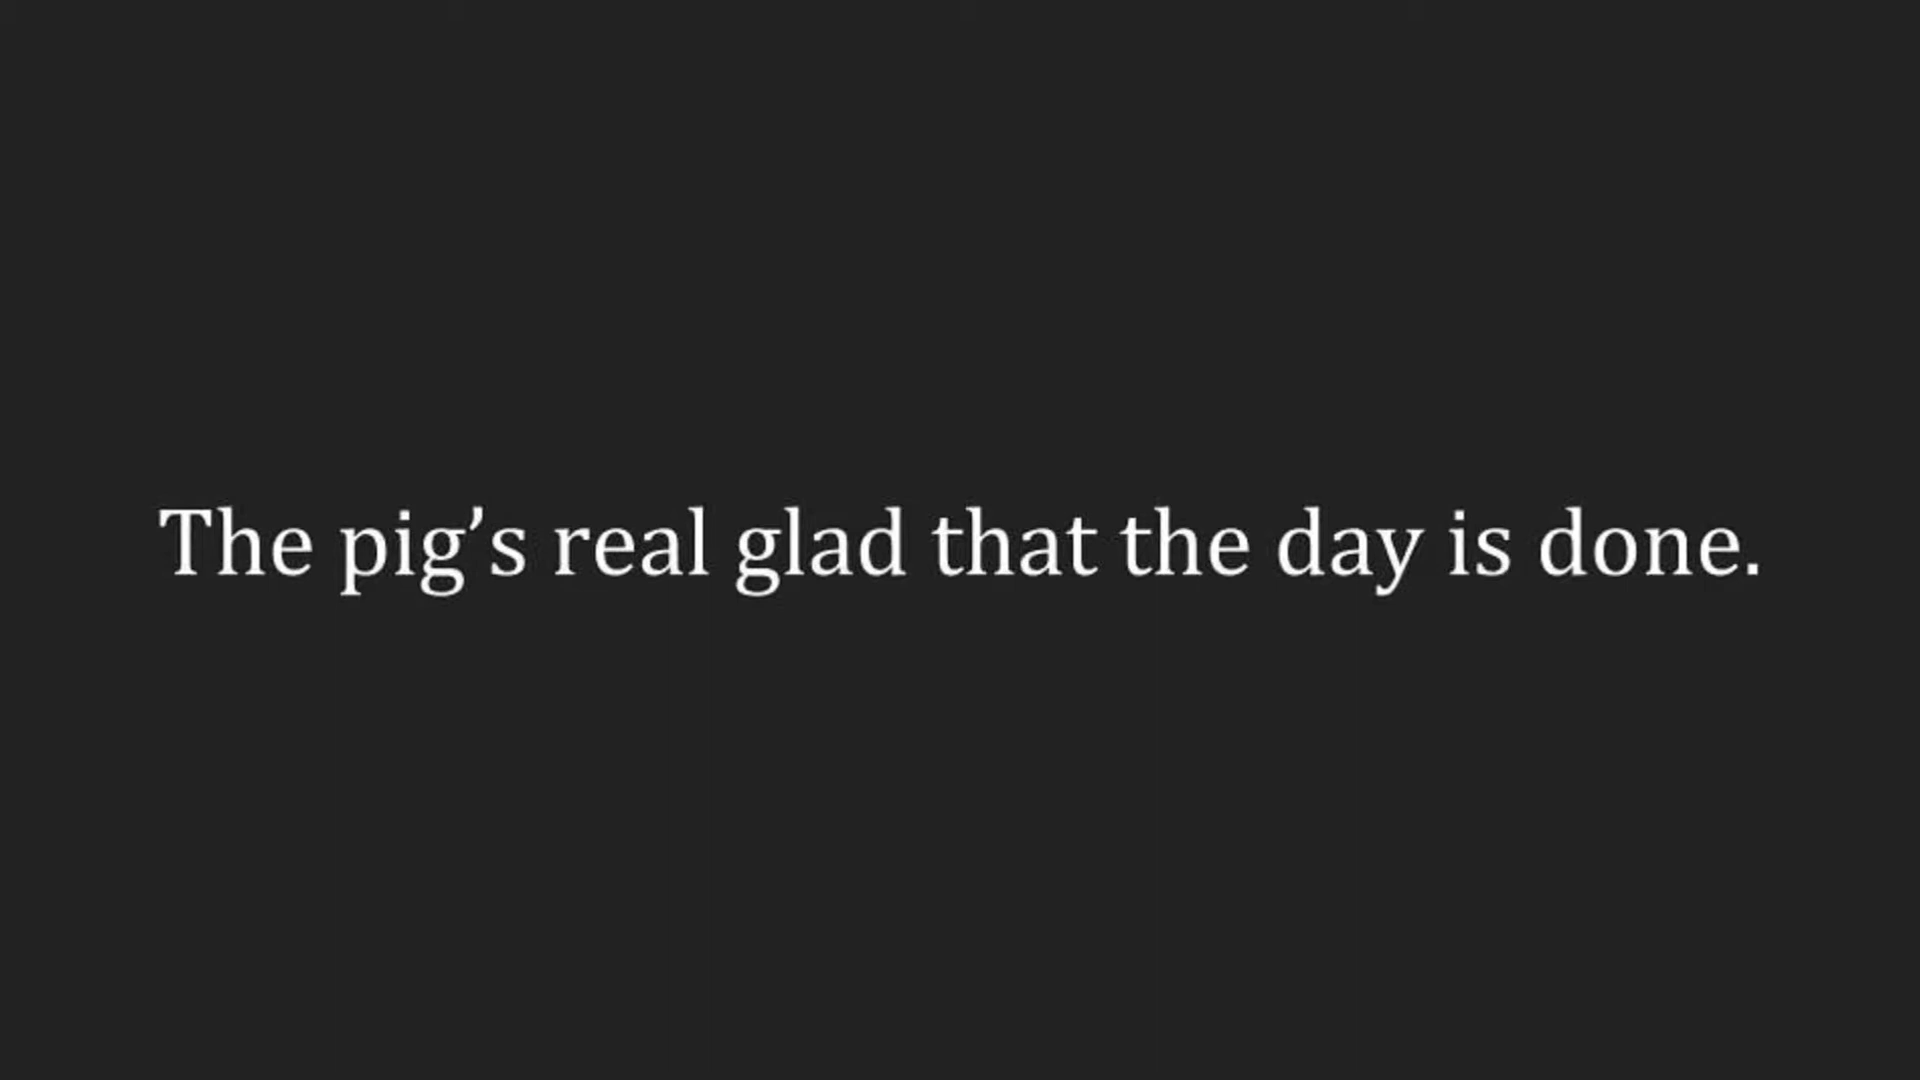 The pig’s real glad that the day is done.